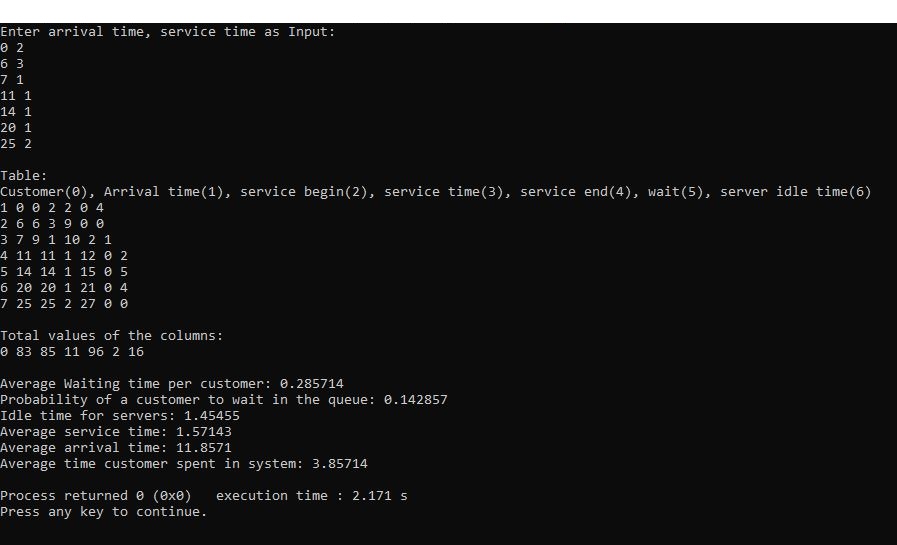 Enter arrival time, service time as Input:
0 2
6 3
7 1
11 1
14 1
20 1
25 2
Table:
Customer(0), Arrival time(1), service begin(2), service time(3), service end(4), wait(5), server idle time(6)
1 0 0 2 2 0 4
2 6 6 3 9 0 0
3 7 9 1 10 2 1
4 11 11 1 12 0 2
5 14 14 1 15 0 5
6 20 20 1 21 0 4
7 25 25 2 27 0 0
Total values of the columns:
0 83 85 11 96 2 16
Average Waiting time per customer: 0.285714
Probability of a customer to wait in the queue: 0.142857
Idle time for servers: 1.45455
Average service time: 1.57143
Average arrival time: 11.8571
Average time customer spent in system: 3.85714
Process returned 0 (0x0)   execution time : 2.171 s
Press any key to continue.